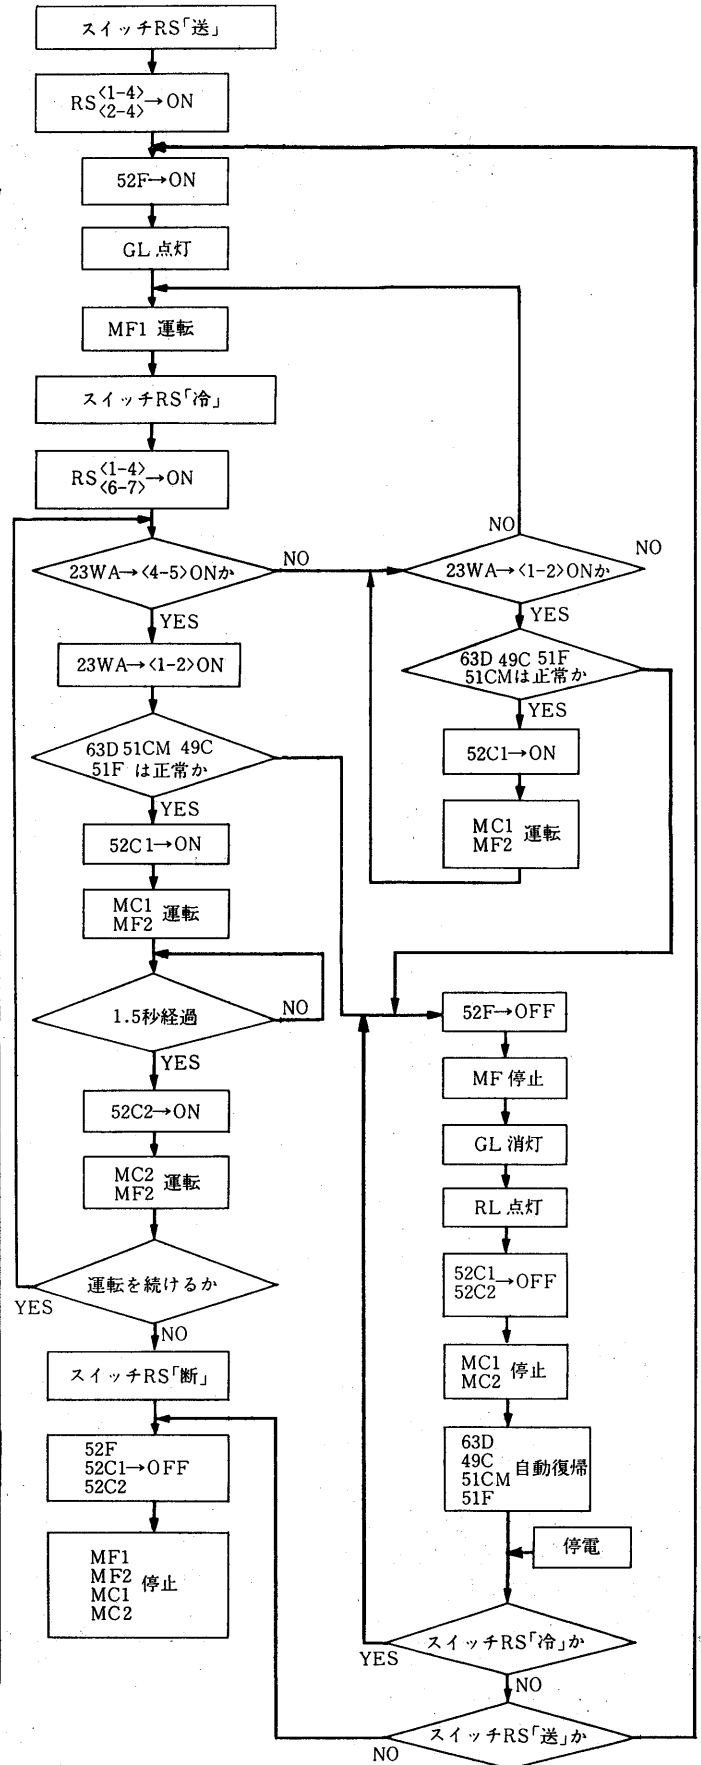 スイッチRS「送」
RS<1-4>→ON
<2-4>
52F→ON
GL 点灯
MF1 運転
スイッチRS「冷」
RS<1-4>→ON
<6-7>
23WA→<4-5>ONか
NO
YES
23WA→<1-2>ON
63D 51CM 49C
51F は正常か
YES
52C1→ON
MC1
MF2 運転
1.5秒経過
NO
YES
52C2→ON
MC2
MF2 運転
運転を続けるか
YES
NO
スイッチRS「断」
52F
52C1→OFF
52C2
MF1
MF2
MC1
MC2
停止
NO
NO
23WA→<1-2>ONか
YES
63D 49C 51F
51CMは正常か
YES
52C1→ON
MC1
MF2 運転
52F→OFF
MF 停止
GL 消灯
RL 点灯
52C1
52C2→OFF
MC1
MC2 停止
63D
49C
51CM
51F
自動復帰
停電
スイッチRS「冷」か
YES
NO
スイッチRS「送」か
NO